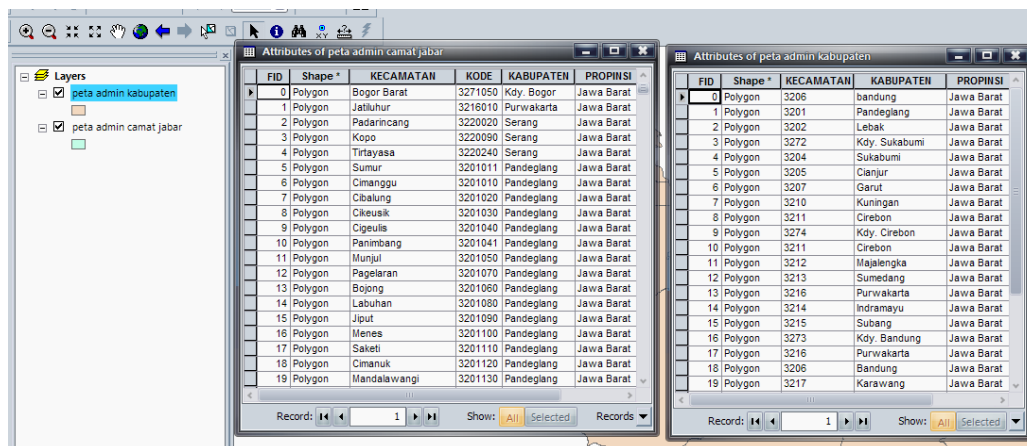 Layers
peta admin kabupaten
peta admin camat jabar
Attributes of peta admin camat jabar
FID Shape * KECAMATAN KODE KABUPATEN PROPINSI
0 Polygon Bogor Barat 3271050 Kdy. Bogor Jawa Barat
1 Polygon Jatiluhur 3216010 Purwakarta Jawa Barat
2 Polygon Padarincang 3220020 Serang Jawa Barat
3 Polygon Kopo 3220090 Serang Jawa Barat
4 Polygon Tirtayasa 3220240 Serang Jawa Barat
5 Polygon Sumur 3201011 Pandeglang Jawa Barat
6 Polygon Cimanggu 3201010 Pandeglang Jawa Barat
7 Polygon Cibalung 3201020 Pandeglang Jawa Barat
8 Polygon Cikeusik 3201030 Pandeglang Jawa Barat
9 Polygon Cigeulis 3201040 Pandeglang Jawa Barat
10 Polygon Panimbang 3201041 Pandeglang Jawa Barat
11 Polygon Munjul 3201050 Pandeglang Jawa Barat
12 Polygon Pagelaran 3201070 Pandeglang Jawa Barat
13 Polygon Bojong 3201060 Pandeglang Jawa Barat
14 Polygon Labuhan 3201080 Pandeglang Jawa Barat
15 Polygon Jiput 3201090 Pandeglang Jawa Barat
16 Polygon Menes 3201100 Pandeglang Jawa Barat
17 Polygon Saketi 3201110 Pandeglang Jawa Barat
18 Polygon Cimanuk 3201120 Pandeglang Jawa Barat
19 Polygon Mandalawangi 3201130 Pandeglang Jawa Barat
Record: 1 Show: All Selected Records
Attributes of peta admin kabupaten
FID Shape * KECAMATAN KABUPATEN PROPINSI
0 Polygon 3206 bandung Jawa Barat
1 Polygon 3201 Pandeglang Jawa Barat
2 Polygon 3202 Lebak Jawa Barat
3 Polygon 3272 Kdy. Sukabumi Jawa Barat
4 Polygon 3204 Sukabumi Jawa Barat
5 Polygon 3205 Cianjur Jawa Barat
6 Polygon 3207 Garut Jawa Barat
7 Polygon 3210 Kuningan Jawa Barat
8 Polygon 3211 Cirebon Jawa Barat
9 Polygon 3274 Kdy. Cirebon Jawa Barat
10 Polygon 3211 Cirebon Jawa Barat
11 Polygon 3212 Majalengka Jawa Barat
12 Polygon 3213 Sumedang Jawa Barat
13 Polygon 3216 Purwakarta Jawa Barat
14 Polygon 3214 Indramayu Jawa Barat
15 Polygon 3215 Subang Jawa Barat
16 Polygon 3273 Kdy. Bandung Jawa Barat
17 Polygon 3216 Purwakarta Jawa Barat
18 Polygon 3206 Bandung Jawa Barat
19 Polygon 3217 Karawang Jawa Barat
Record: 1 Show: All Selected